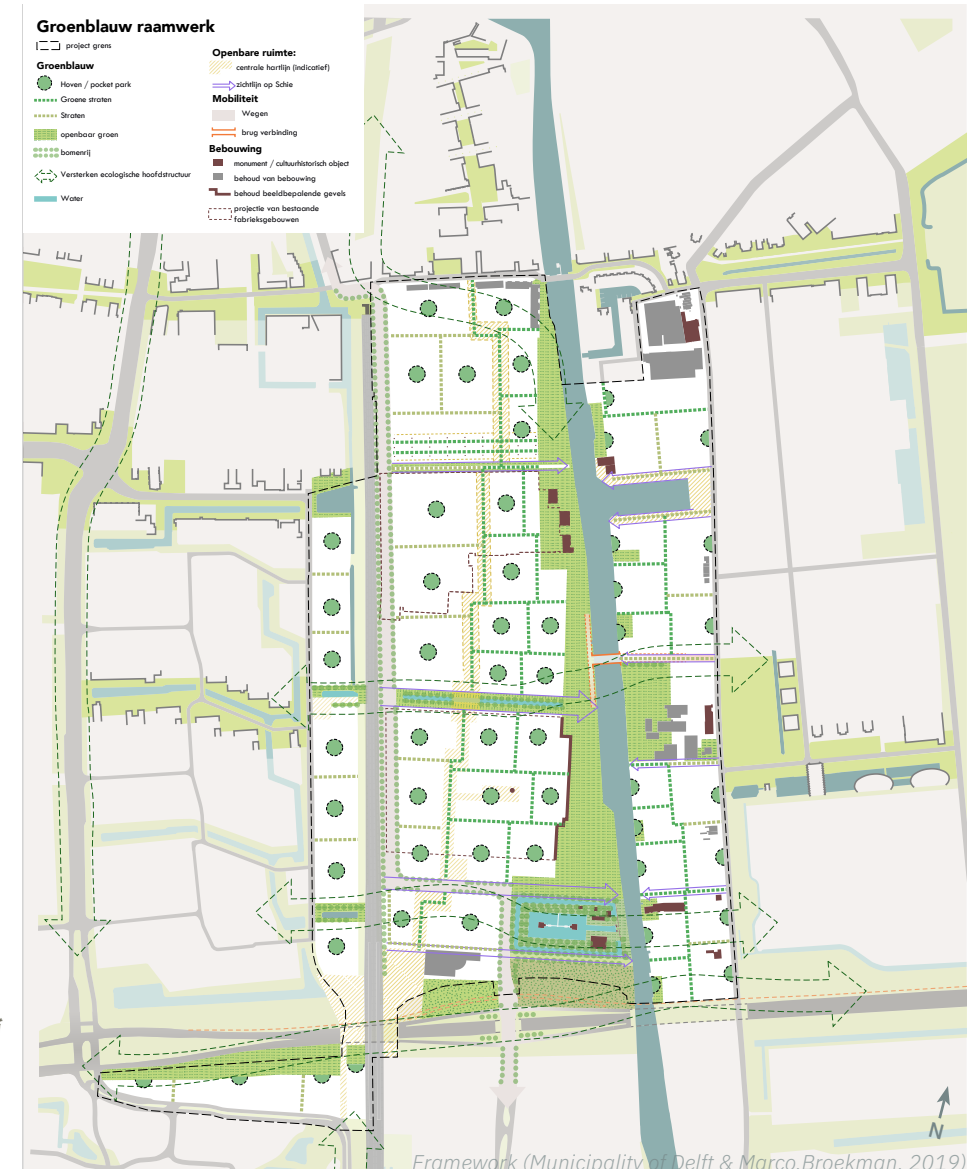 Groenblauw raamwerk
project grens
Groenblauw
Hoven / pocket park
Groene straten
Straten
openbaar groen
bomenrij
Versterken ecologische hoofdstructuur
Water
Openbare ruimte:
centrale hartlijn (indicatief)
zichtlijn op Schie
Mobiliteit
Wegen
brug verbinding
Bebouwing
monument / cultuurhistorisch object
behoud van bebouwing
behoud beeldbepalende gevels
projectie van bestaande
fabrieksgebouwen
N
Framework (Municipality of Delft & Marco.Broekman, 2019)